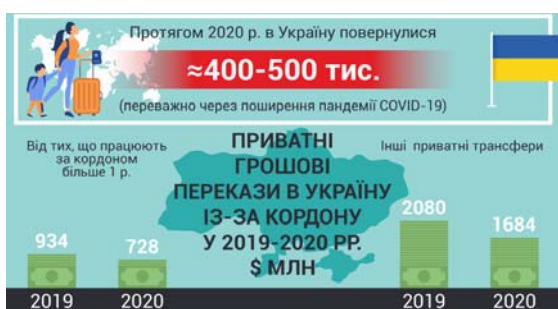 Протягом 2020 р. в Україну повернулися
≈400-500 тис.
(переважно через поширення пандемії COVID-19)
Від тих, що працюють
за кордоном
більше 1 р.
934
728
2019
2020
ПРИВАТНІ
ГРОШОВІ
ПЕРЕКАЗИ В УКРАЇНУ
ІЗ-ЗА КОРДОНУ
У 2019-2020 РР.
$ МЛН
Інші приватні трансфери
2080
1684
2019
2020